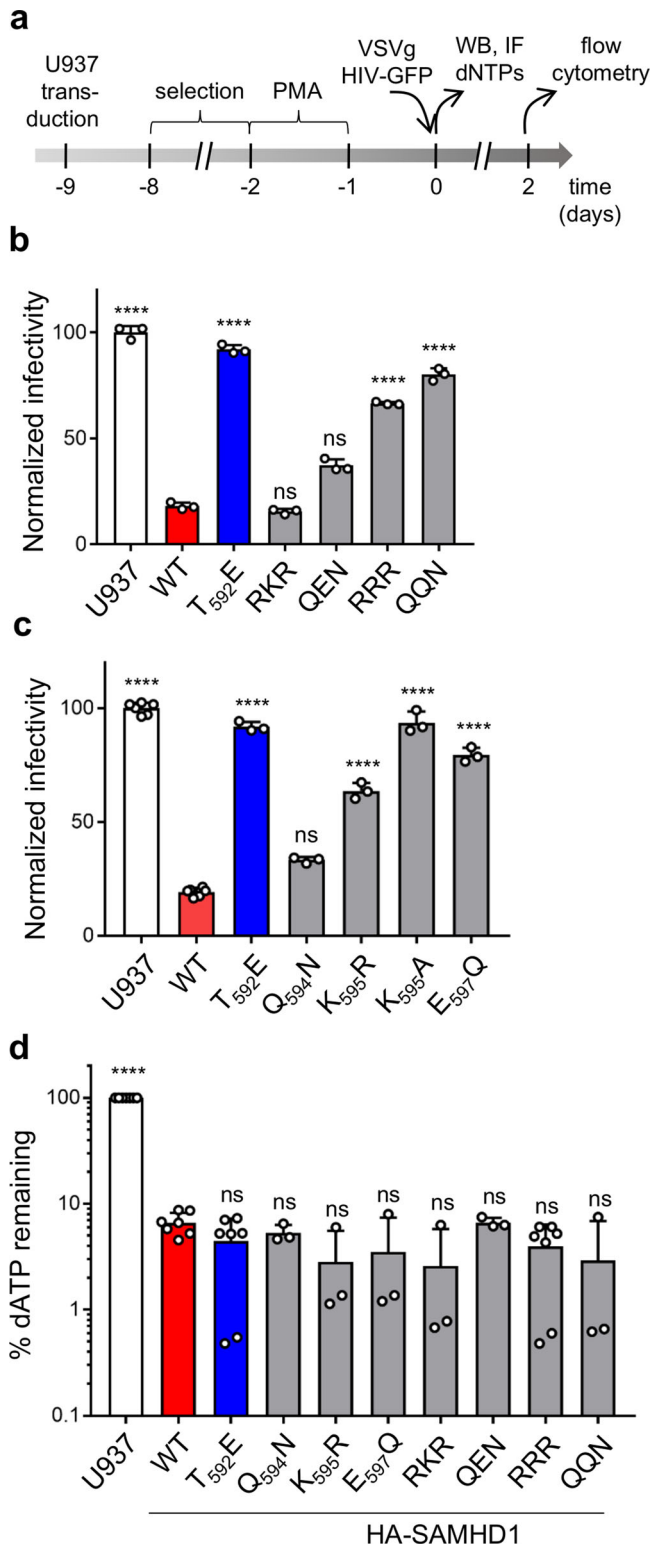 a
U937
trans-
duction
selection
PMA
VSVg
HIV-GFP
WB, IF
dNTPs
flow
cytometry
-9
-8
-2
-1
0
2
time
(days)
b
Normalized infectivity
100
50
0
****
****
ns
ns
****
****
U937
WT
T592E
RKR
QEN
RRR
QQN
c
Normalized infectivity
100
50
0
****
****
ns
****
****
****
U937
WT
T592E
Q594N
K595R
K595A
E597Q
d
% dATP remaining
100
10
1
0.1
****
ns
ns
ns
ns
ns
ns
ns
ns
U937
WT
T592E
Q594N
K595R
E597Q
RKR
QEN
RRR
QQN
HA-SAMHD1